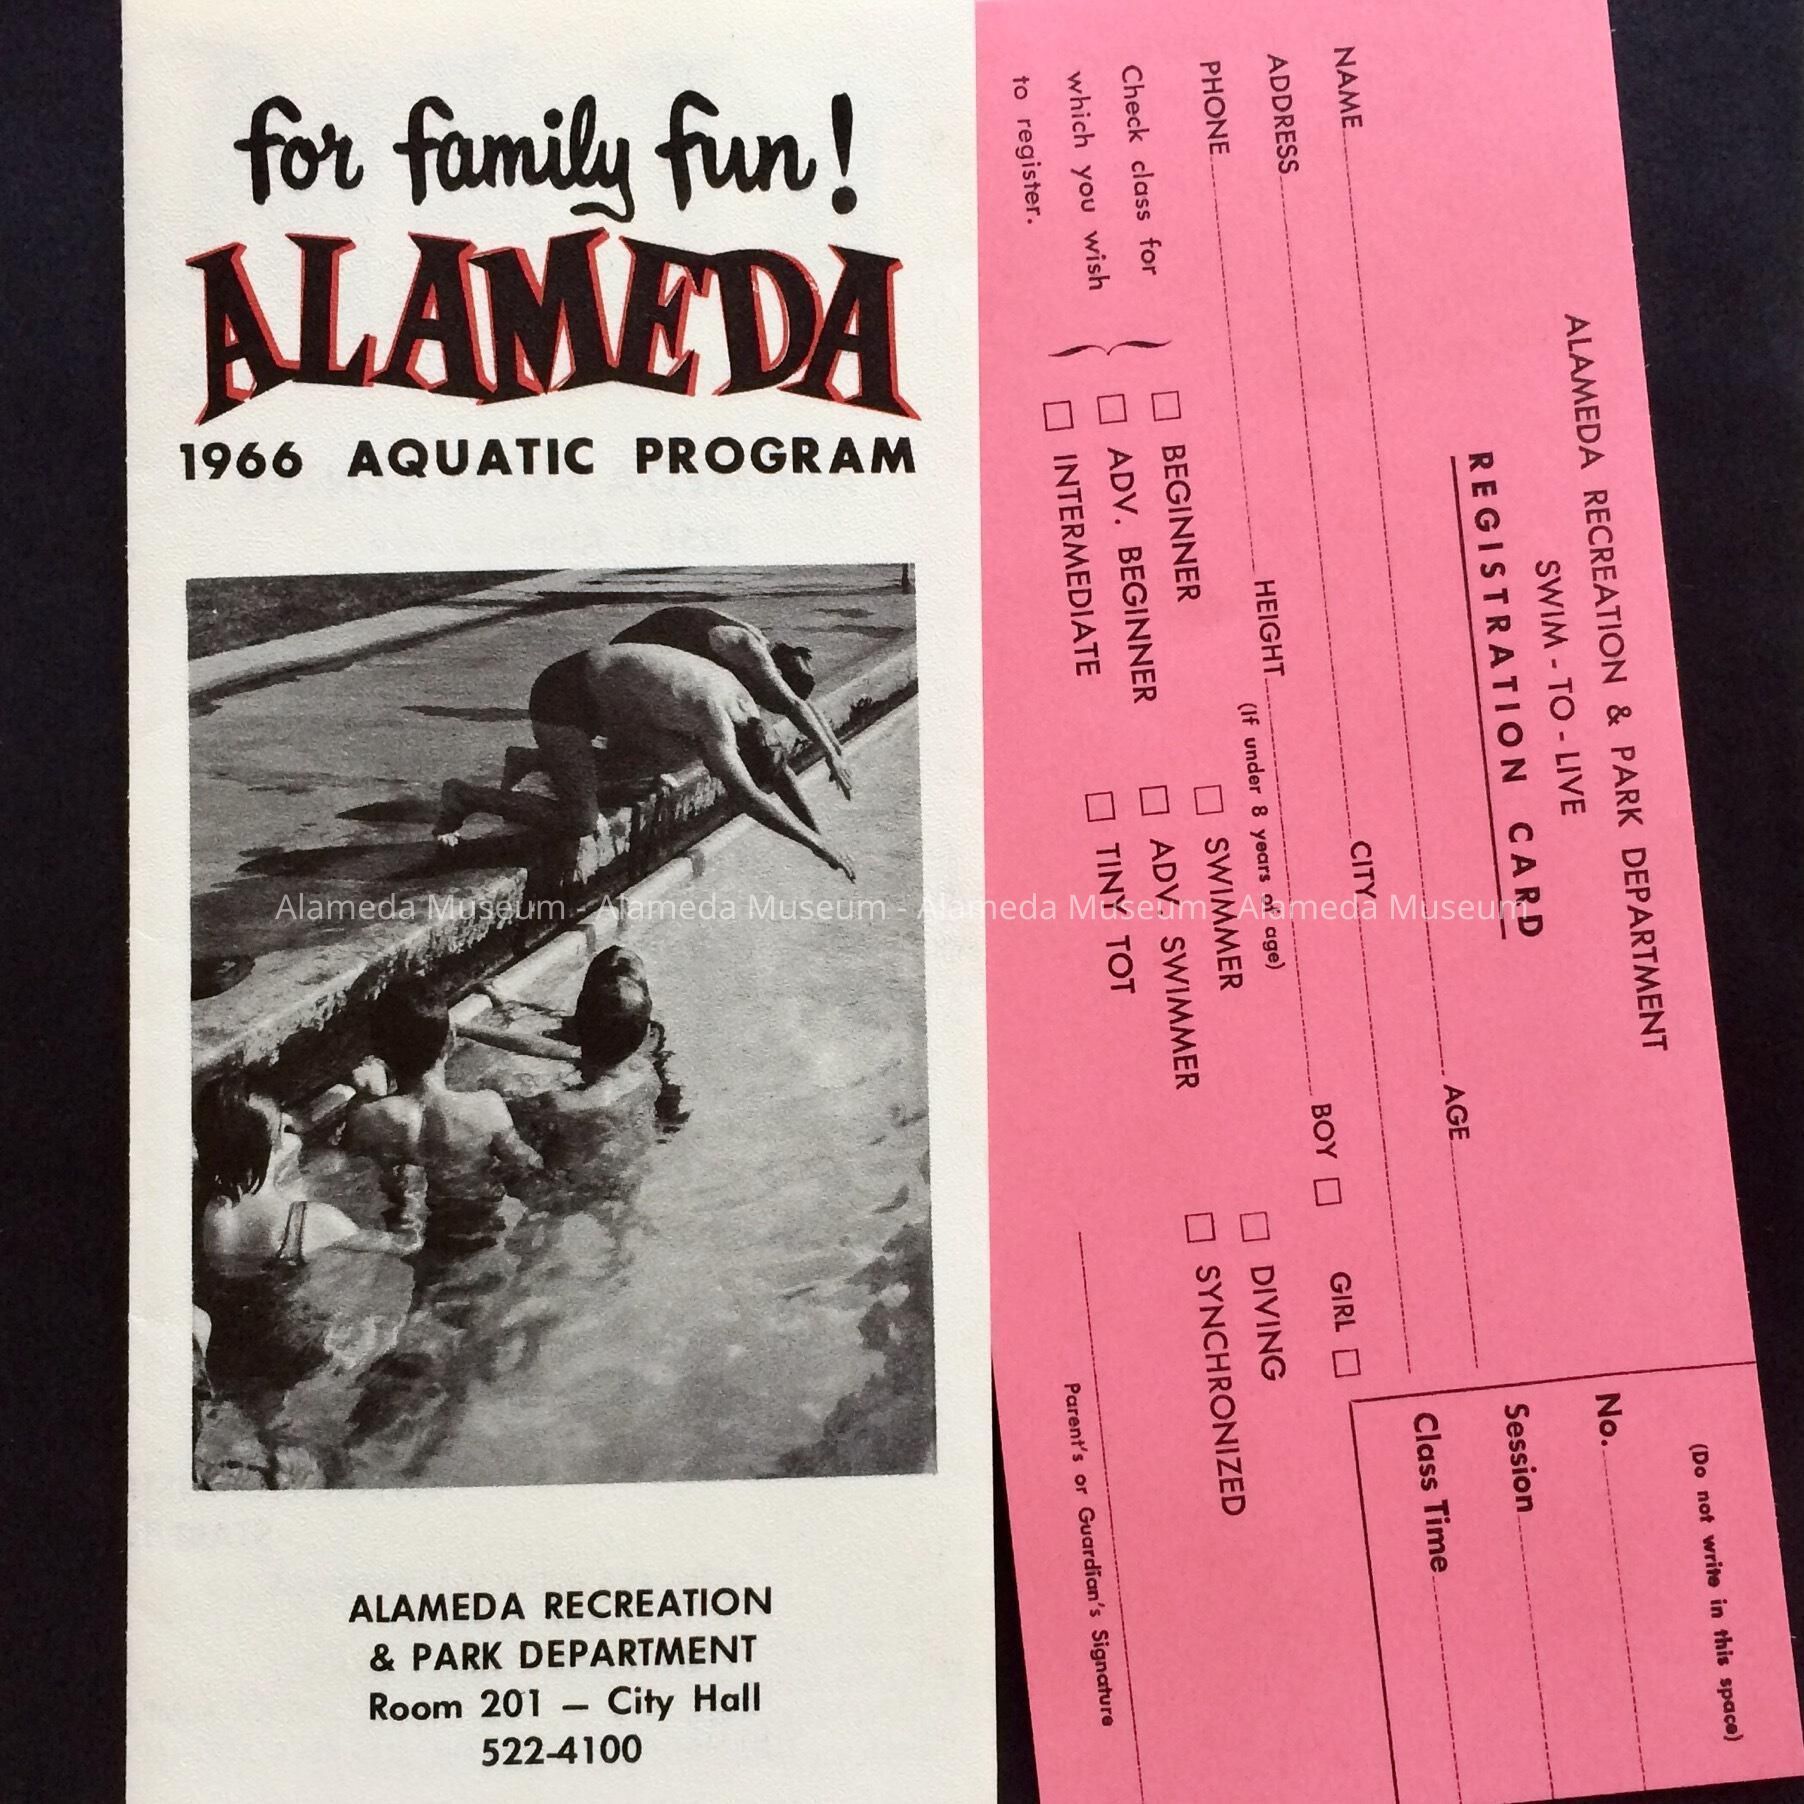 for family fun!
ALAMEDA
1966 AQUATIC PROGRAM
ALAMEDA RECREATION
& PARK DEPARTMENT
Room 201 — City Hall
522-4100
ALAMEDA RECREATION & PARK DEPARTMENT
SWIM - TO - LIVE
REGISTRATION CARD
(Do not write in this space)
No.
Session
Class Time
NAME AGE
ADDRESS CITY
PHONE HEIGHT BOY □ GIRL □
(If under 8 years of age)
Check class for
which you wish
to register.
□ BEGINNER □ SWIMMER □ DIVING
□ ADV. BEGINNER □ ADV. SWIMMER □ SYNCHRONIZED
□ INTERMEDIATE □ TINY TOT
Parent's or Guardian's Signature
Alameda Museum - Alameda Museum - Alameda Museum - Alameda Museum